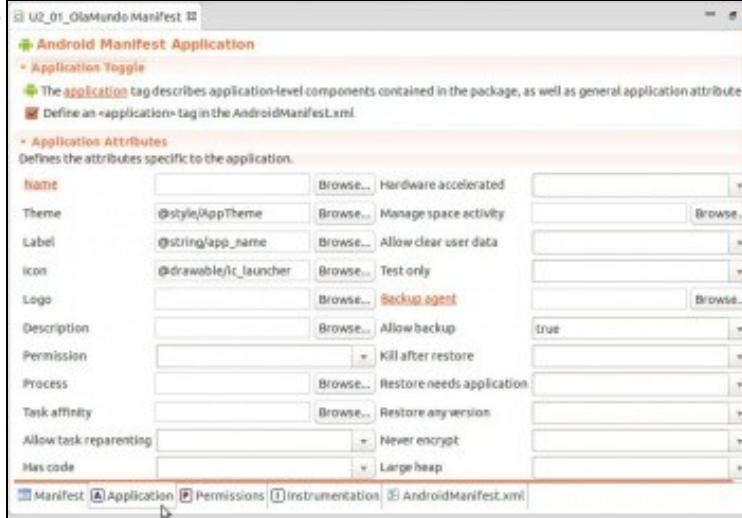 U2_01_OlaMundo Manifest
Android Manifest Application
Application Toggle
The application tag describes application-level components contained in the package, as well as general application attribute
Define an <application> tag in the AndroidManifest.xml
Application Attributes
Defines the attributes specific to the application.
Name Browse... Hardware accelerated
Theme @style/AppTheme Browse... Manage space activity Browse..
Label @string/app_name Browse... Allow clear user data
Icon @drawable/ic_launcher Browse... Test only
Logo Browse... Backup agent Browse..
Description Browse... Allow backup true
Permission Kill after restore
Process Browse... Restore needs application
Task affinity Browse... Restore any version
Allow task reparenting Never encrypt
Has code Large heap
Manifest A Application P Permissions I Instrumentation AndroidManifest.xml